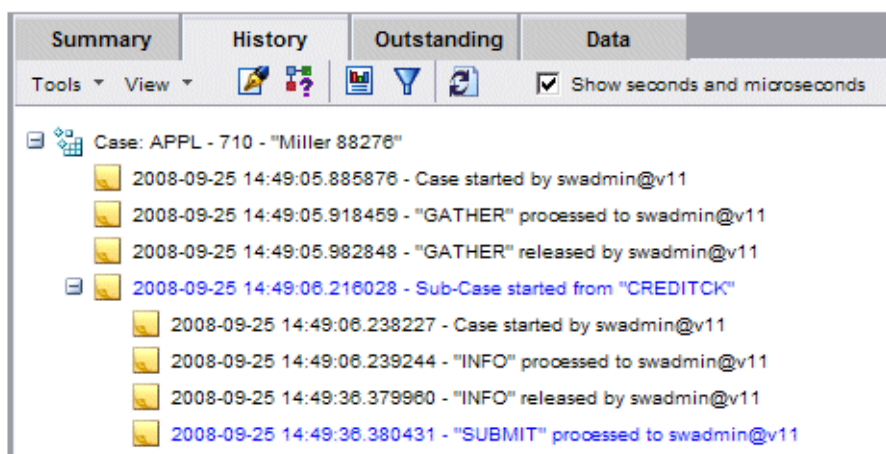 Summary History Outstanding Data
Tools View Show seconds and microseconds
Case: APPL - 710 - "Miller 88276"
2008-09-25 14:49:05.885876 - Case started by swadmin@v11
2008-09-25 14:49:05.918459 - "GATHER" processed to swadmin@v11
2008-09-25 14:49:05.982848 - "GATHER" released by swadmin@v11
2008-09-25 14:49:06.216028 - Sub-Case started from "CREDITCK"
2008-09-25 14:49:06.238227 - Case started by swadmin@v11
2008-09-25 14:49:06.239244 - "INFO" processed to swadmin@v11
2008-09-25 14:49:36.379960 - "INFO" released by swadmin@v11
2008-09-25 14:49:36.380431 - "SUBMIT" processed to swadmin@v11